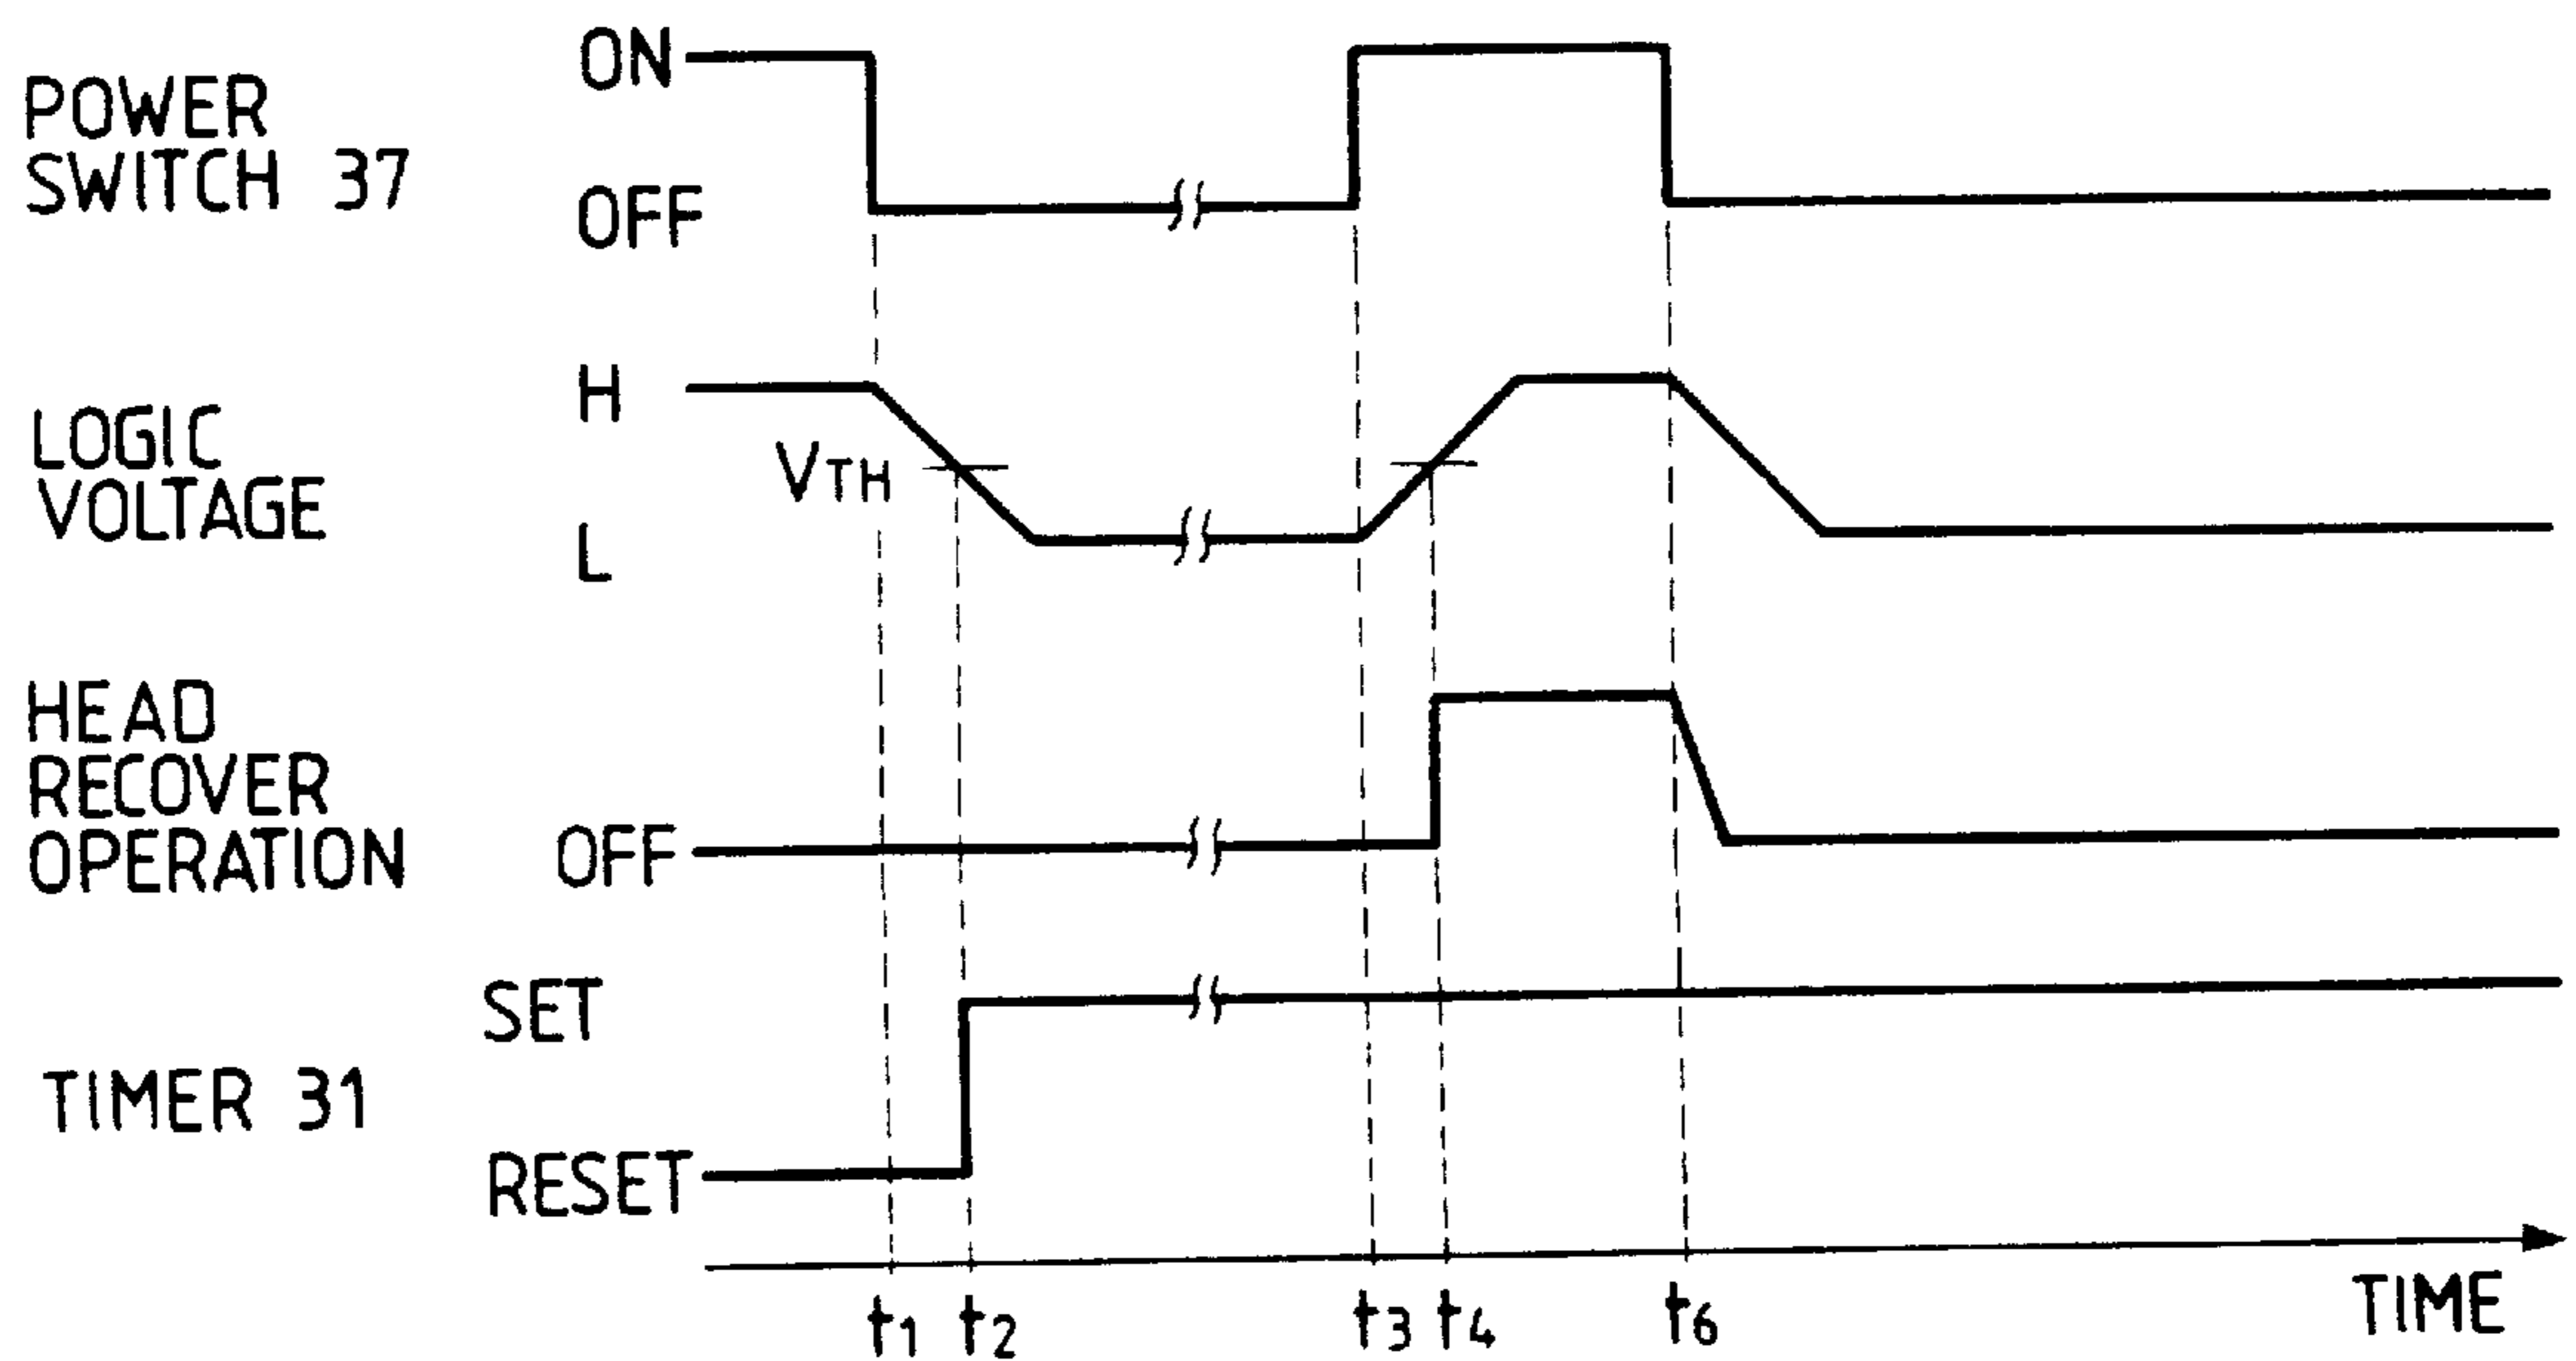 POWER
SWITCH 37
ON
OFF
LOGIC
VOLTAGE
H
VTH
L
HEAD
RECOVER
OPERATION
OFF
TIMER 31
SET
RESET
t1 t2 t3 t4 t6
TIME